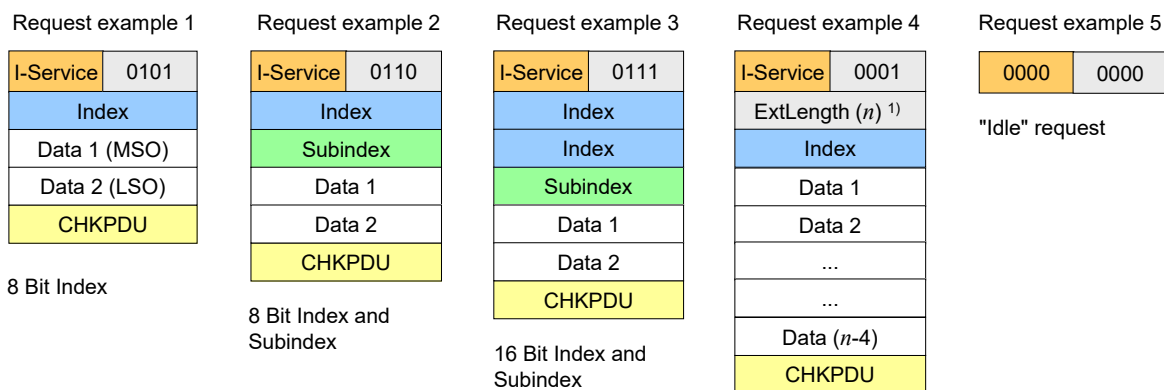 Request example 1
I-Service 0101
Index
Data 1 (MSO)
Data 2 (LSO)
CHKPDU
8 Bit Index
Request example 2
I-Service 0110
Index
Subindex
Data 1
Data 2
CHKPDU
8 Bit Index and
Subindex
Request example 3
I-Service 0111
Index
Index
Subindex
Data 1
Data 2
CHKPDU
16 Bit Index and
Subindex
Request example 4
I-Service 0001
ExtLength (n) 1)
Index
Data 1
Data 2
...
...
Data (n-4)
CHKPDU
Request example 5
0000 0000
"Idle" request